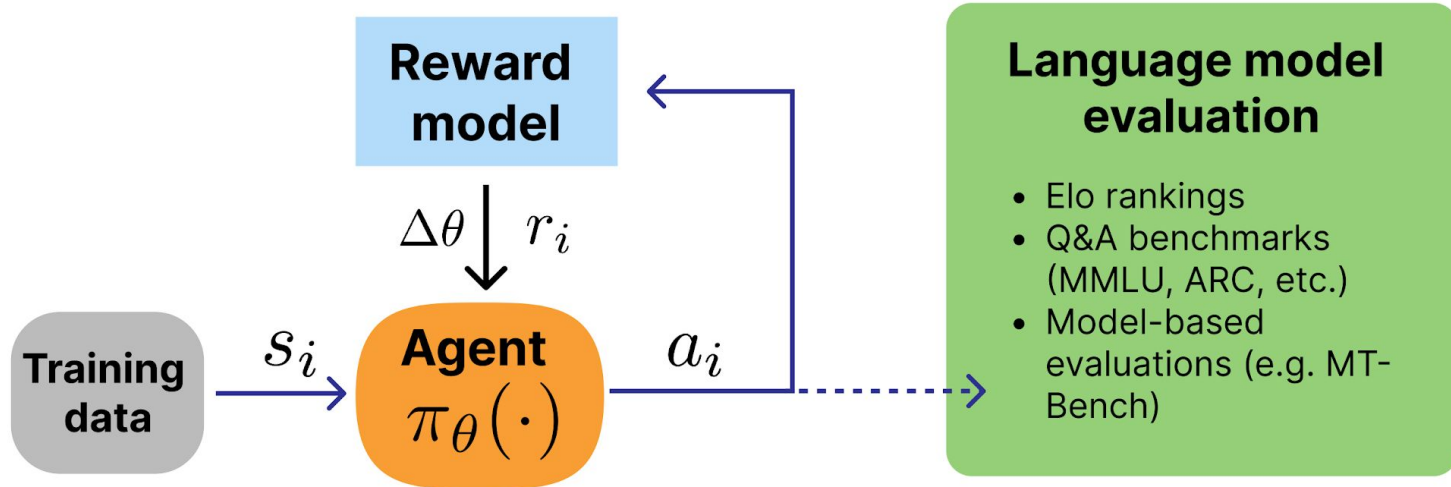 Reward
model
Δθ
r_i
Training
data
s_i
Agent
π_θ(·)
a_i
Language model
evaluation
• Elo rankings
• Q&A benchmarks
(MMLU, ARC, etc.)
• Model-based
evaluations (e.g. MT-
Bench)